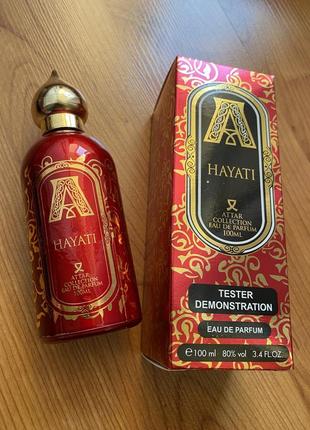 HAYATI
ATTAR
COLLECTION
EAU DE PARFUM
100ML
HAYATI
ATTAR
COLLECTION
EAU DE PARFUM
100ML
TESTER
DEMONSTRATION
EAU DE PARFUM
e 100 ml 80% vol 3.4 FL.OZ.